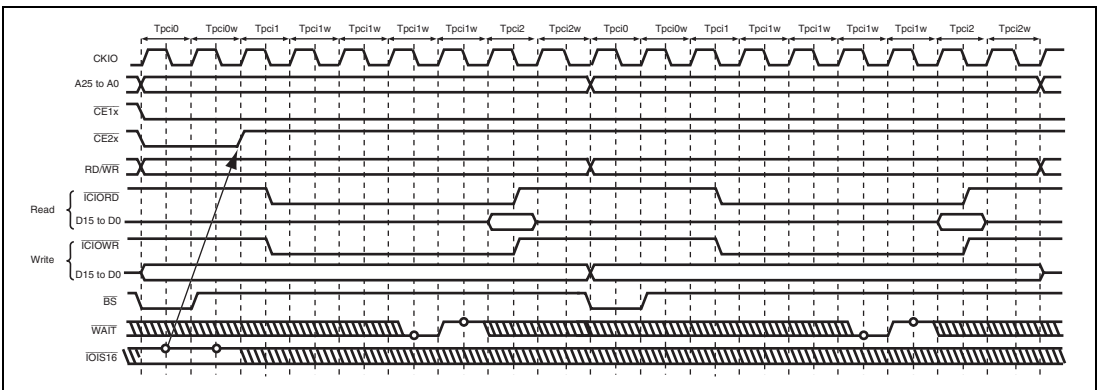 Tpci0 Tpci0w Tpci1 Tpci1w Tpci1w Tpci1w Tpci1w Tpci2 Tpci2w Tpci0 Tpci0w Tpci1 Tpci1w Tpci1w Tpci1w Tpci1w Tpci2 Tpci2w
CKIO
A25 to A0
CE1x
CE2x
RD/WR
ICIORD
Read
D15 to D0
ICIOWR
Write
D15 to D0
BS
WAIT
IOIS16